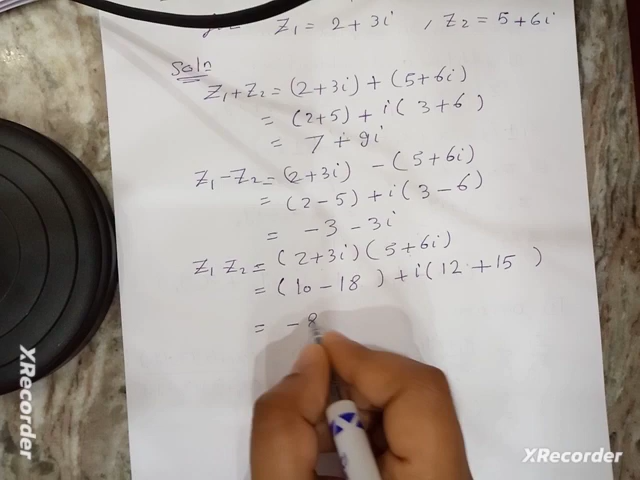 Z1 = 2 + 3i , Z2 = 5 + 6i
Soln
Z1 + Z2 = (2+3i) + (5+6i)
= (2+5) + i(3+6)
= 7 + 9i
Z1 - Z2 = (2+3i) - (5+6i)
= (2-5) + i(3-6)
= -3 - 3i
Z1 Z2 = (2+3i)(5+6i)
= (10-18) + i(12+15)
= -8
XRecorder
XRecorder